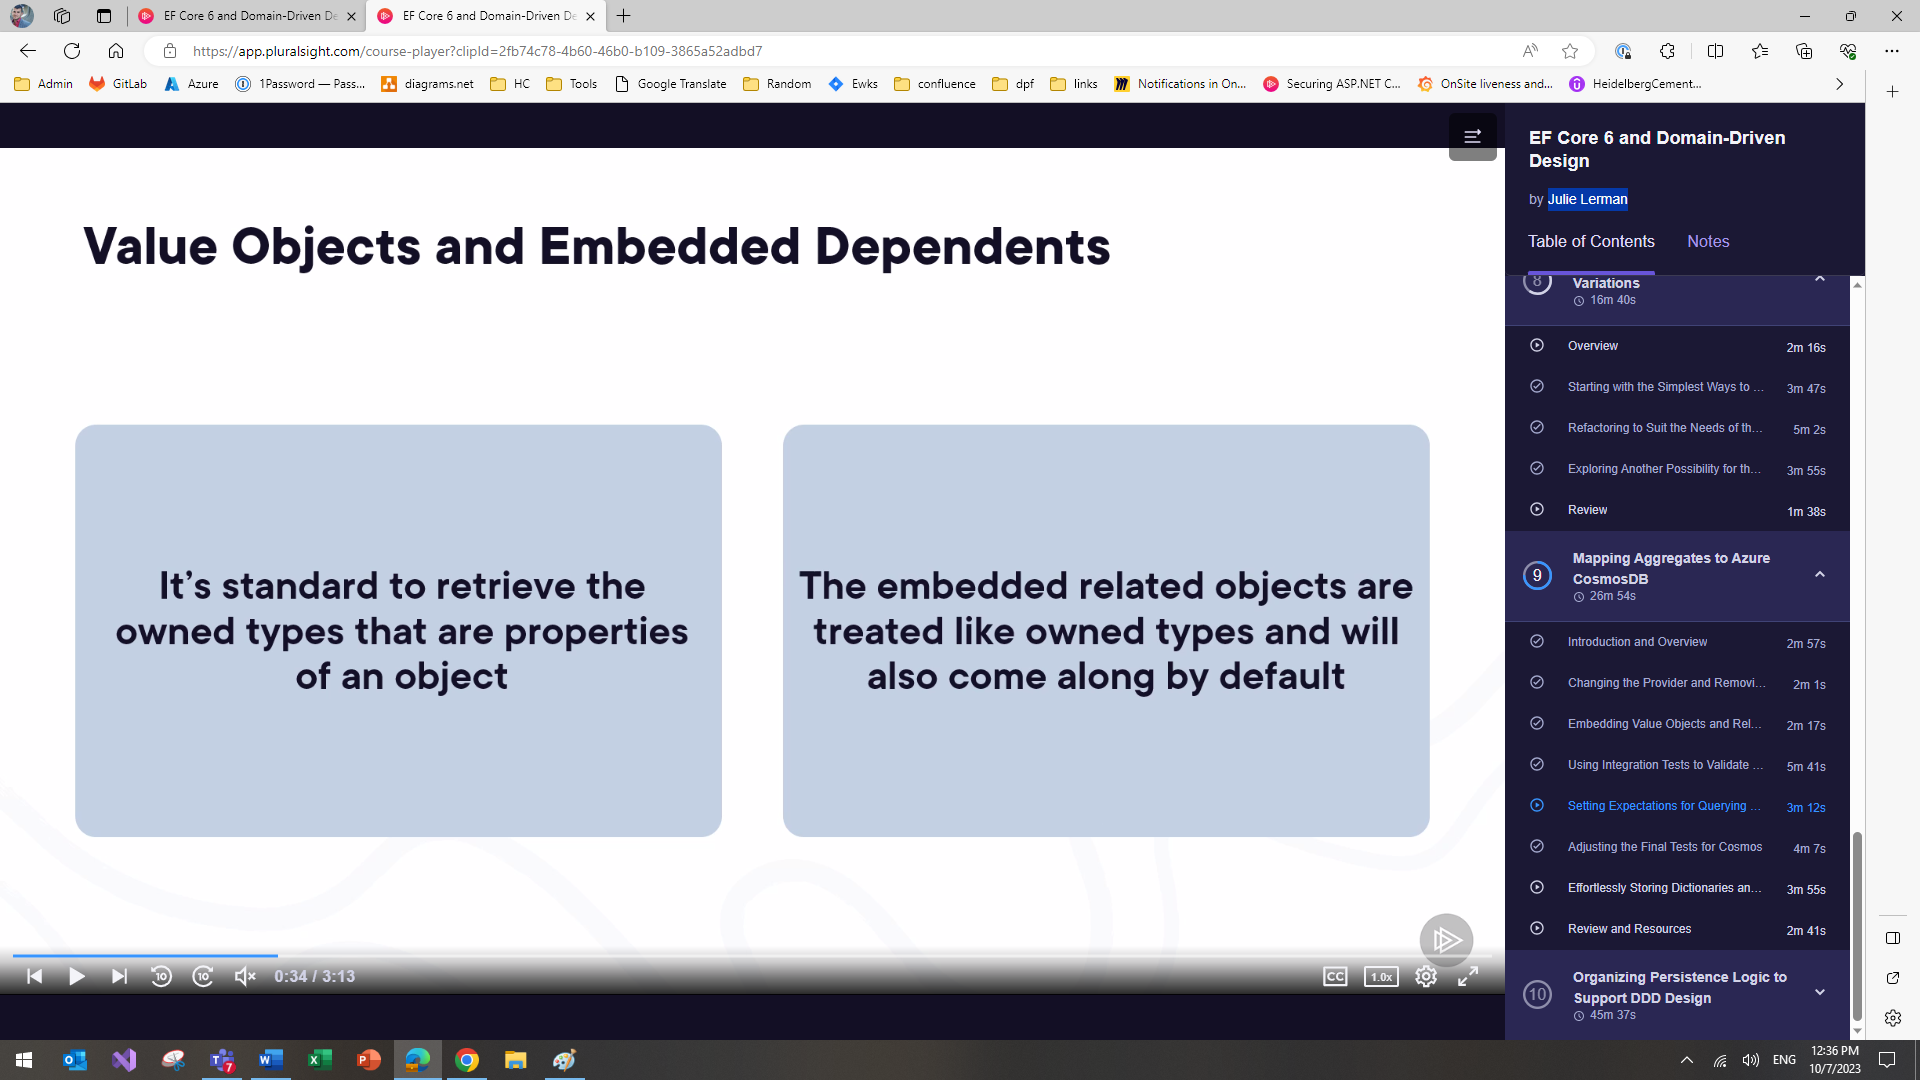 EF Core 6 and Domain-Driven De
EF Core 6 and Domain-Driven De
https://app.pluralsight.com/course-player?clipId=2fb74c78-4b60-46b0-b109-3865a52adbd7
Admin GitLab Azure 1Password — Pass... diagrams.net HC Tools Google Translate Random Ewks confluence dpf links Notifications in On... Securing ASP.NET C... OnSite liveness and... HeidelbergCement...
Value Objects and Embedded Dependents
It's standard to retrieve the
owned types that are properties
of an object
The embedded related objects are
treated like owned types and will
also come along by default
10 10 0:34 / 3:13 CC 1.0x
EF Core 6 and Domain-Driven
Design
by Julie Lerman
Table of Contents Notes
8 Variations
16m 40s
Overview 2m 16s
Starting with the Simplest Ways to ... 3m 47s
Refactoring to Suit the Needs of th... 5m 2s
Exploring Another Possibility for th... 3m 55s
Review 1m 38s
9 Mapping Aggregates to Azure
CosmosDB
26m 54s
Introduction and Overview 2m 57s
Changing the Provider and Removi... 2m 1s
Embedding Value Objects and Rel... 2m 17s
Using Integration Tests to Validate ... 5m 41s
Setting Expectations for Querying ... 3m 12s
Adjusting the Final Tests for Cosmos 4m 7s
Effortlessly Storing Dictionaries an... 3m 55s
Review and Resources 2m 41s
10 Organizing Persistence Logic to
Support DDD Design
45m 37s
7
ENG
12:36 PM
10/7/2023